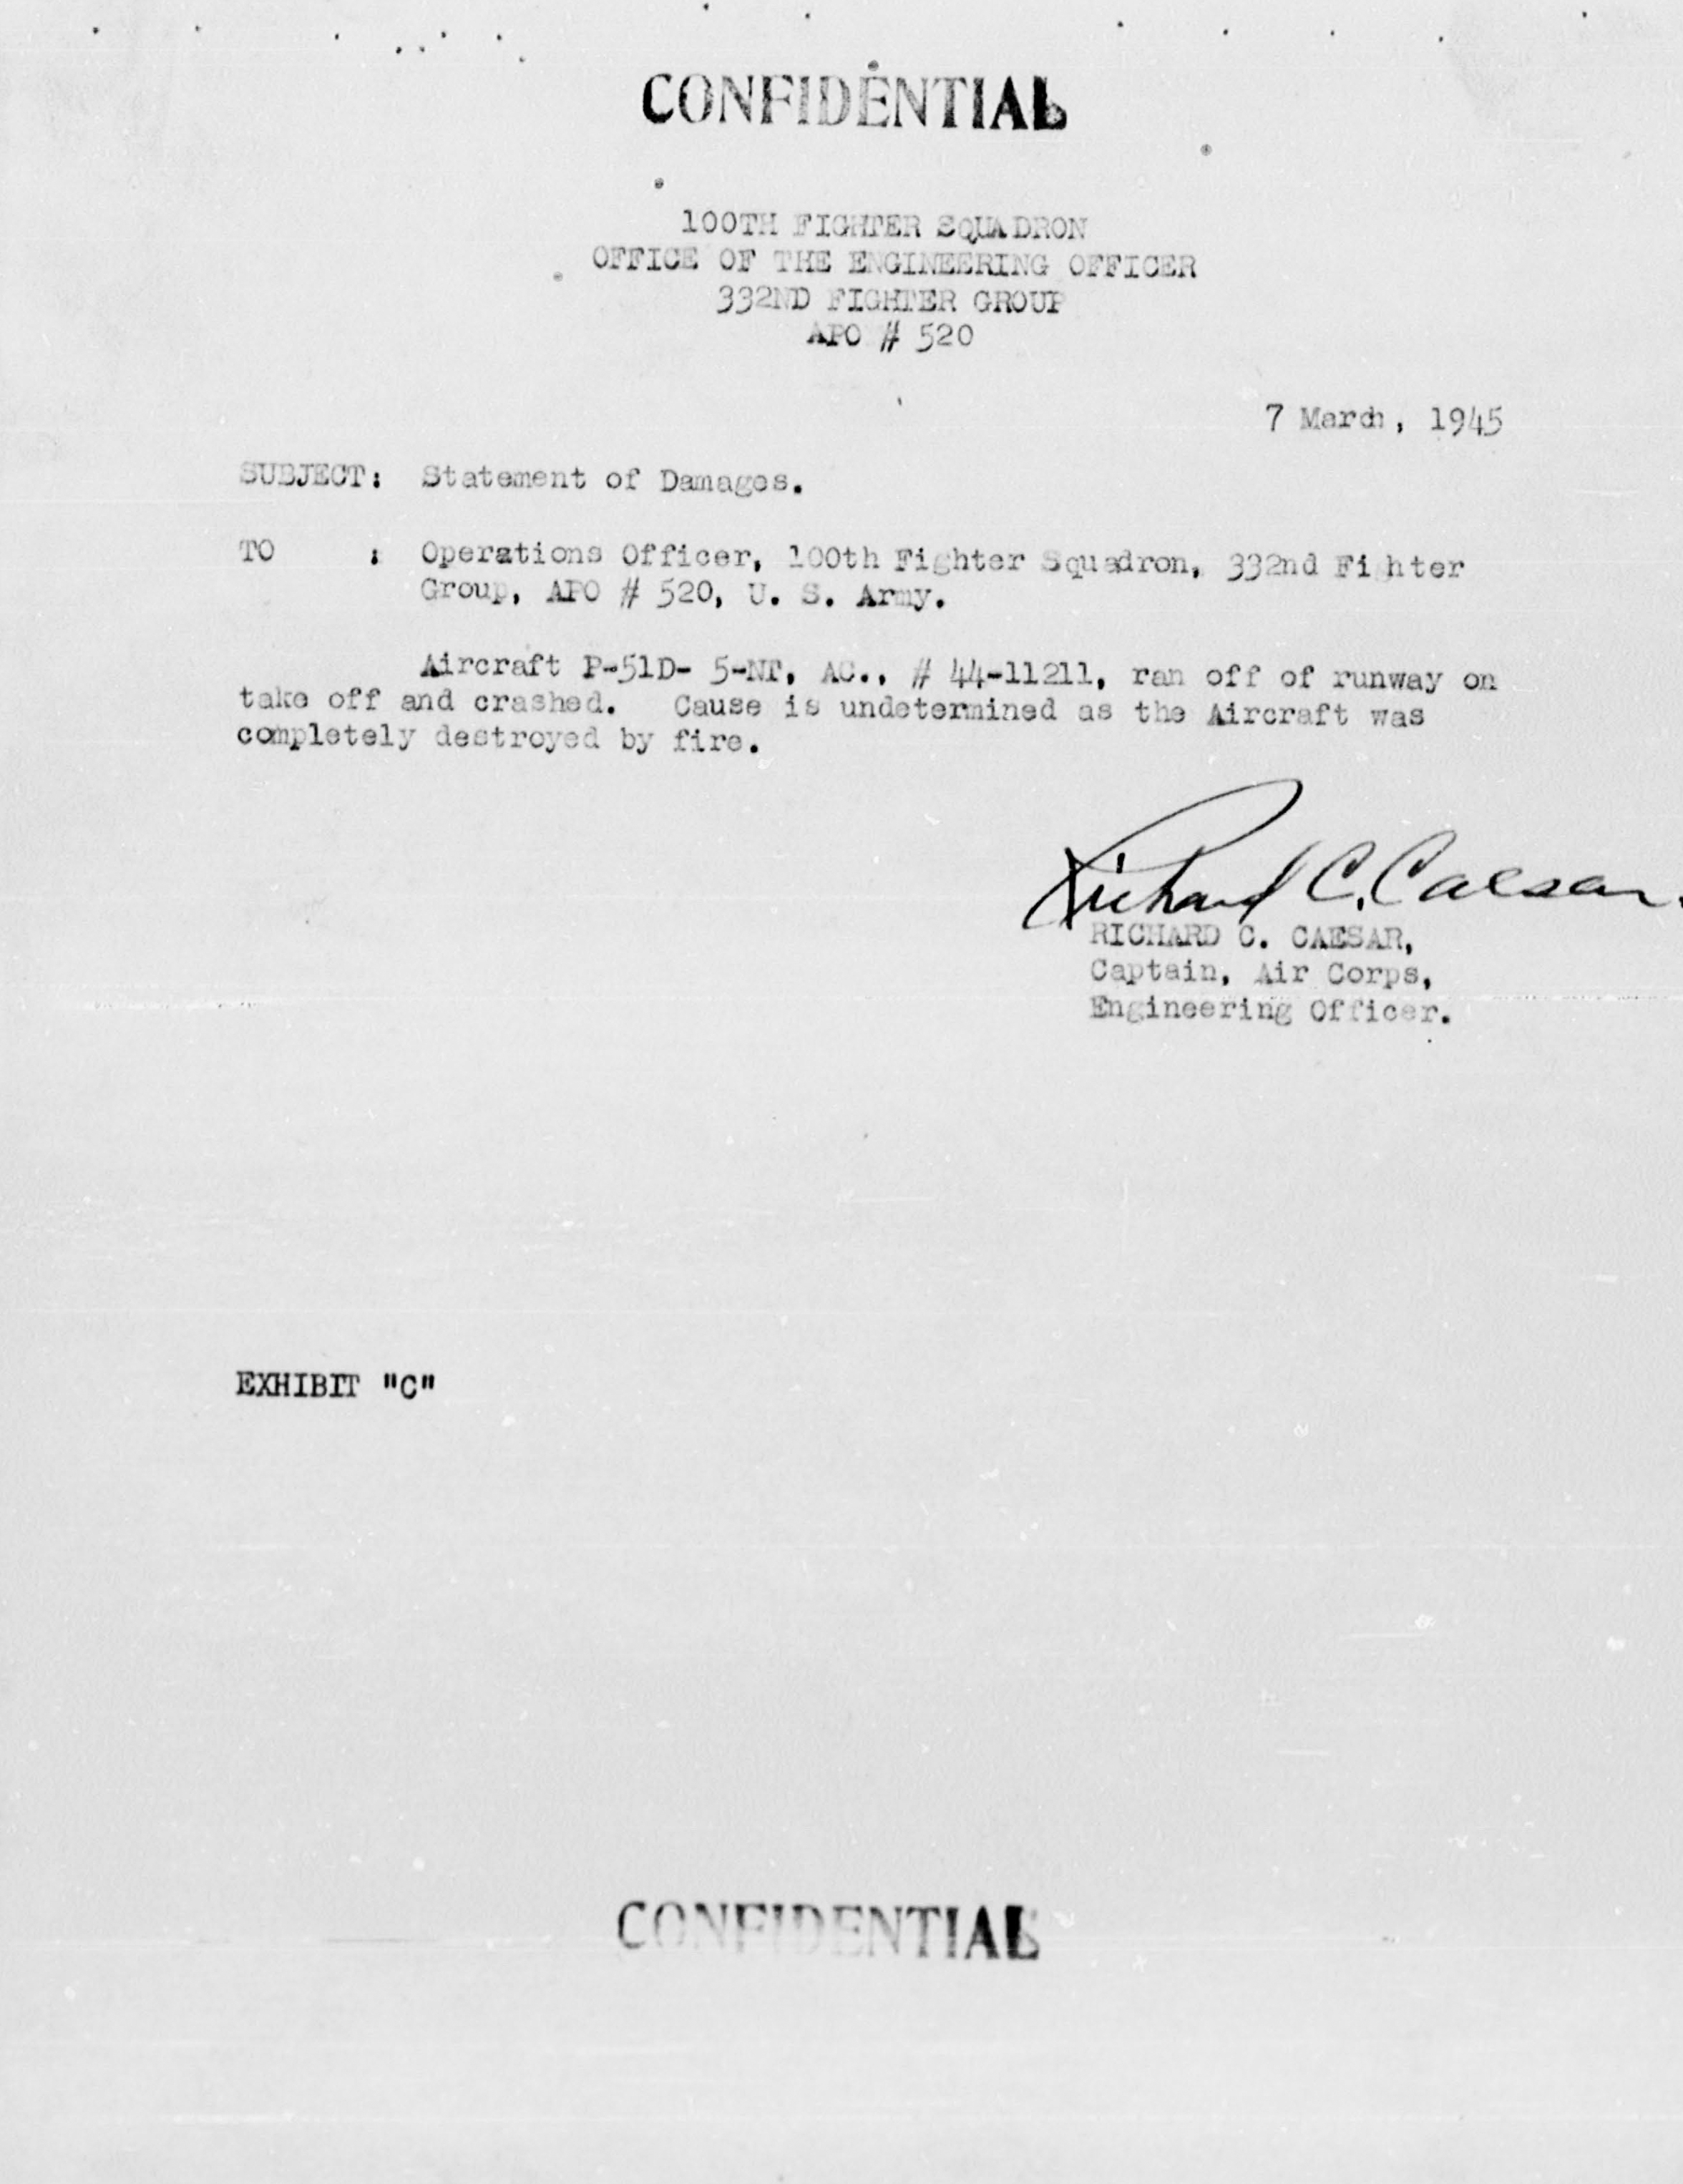 CONFIDENTIAL
100TH FIGHTER SQUADRON
OFFICE OF THE ENGINEERING OFFICER
332ND FIGHTER GROUP
APO # 520
7 March, 1945
SUBJECT: Statement of Damages.
TO : Operations Officer, 100th Fighter Squadron, 332nd Fi hter
Group, APO # 520, U. S. Army.
Aircraft P-51D- 5-NT, AC., # 44-11211, ran off of runway on
take off and crashed. Cause is undetermined as the Aircraft was
completely destroyed by fire.
Richard C. Caesar.
RICHARD C. CAESAR,
Captain, Air Corps,
Engineering Officer.
EXHIBIT "C"
CONFIDENTIAL